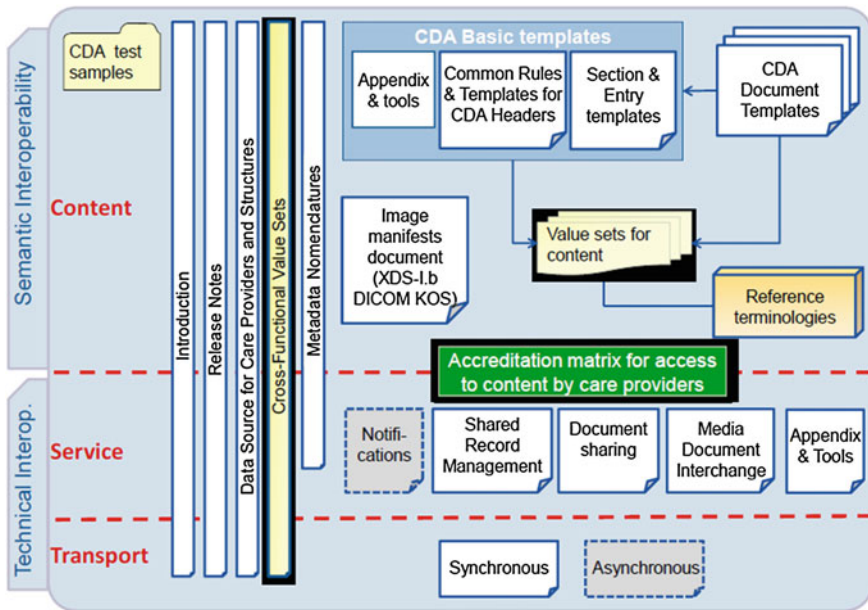 Semantic Interoperability
Technical Interop.
Content
Service
Transport
CDA test
samples
Introduction
Release Notes
Data Source for Care Providers and Structures
Cross-Functional Value Sets
Metadata Nomendatures
CDA Basic templates
Appendix
& tools
Common Rules
& Templates for
CDA Headers
Section &
Entry
templates
CDA
Document
Templates
Image
manifests
document
(XDS-I.b
DICOM KOS)
Value sets for
content
Reference
terminologies
Accreditation matrix for access
to content by care providers
Notifi-
cations
Shared
Record
Management
Document
sharing
Media
Document
Interchange
Appendix
& Tools
Synchronous
Asynchronous